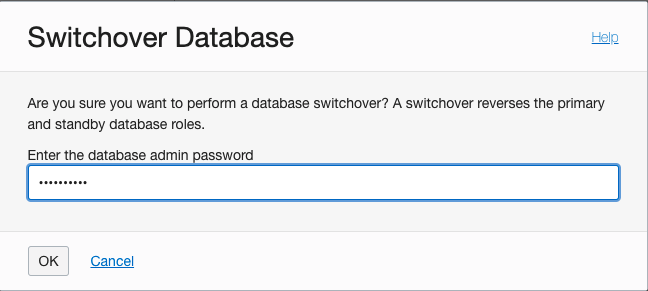 Switchover Database
Help
Are you sure you want to perform a database switchover? A switchover reverses the primary
and standby database roles.
Enter the database admin password
••••••••••
OK
Cancel